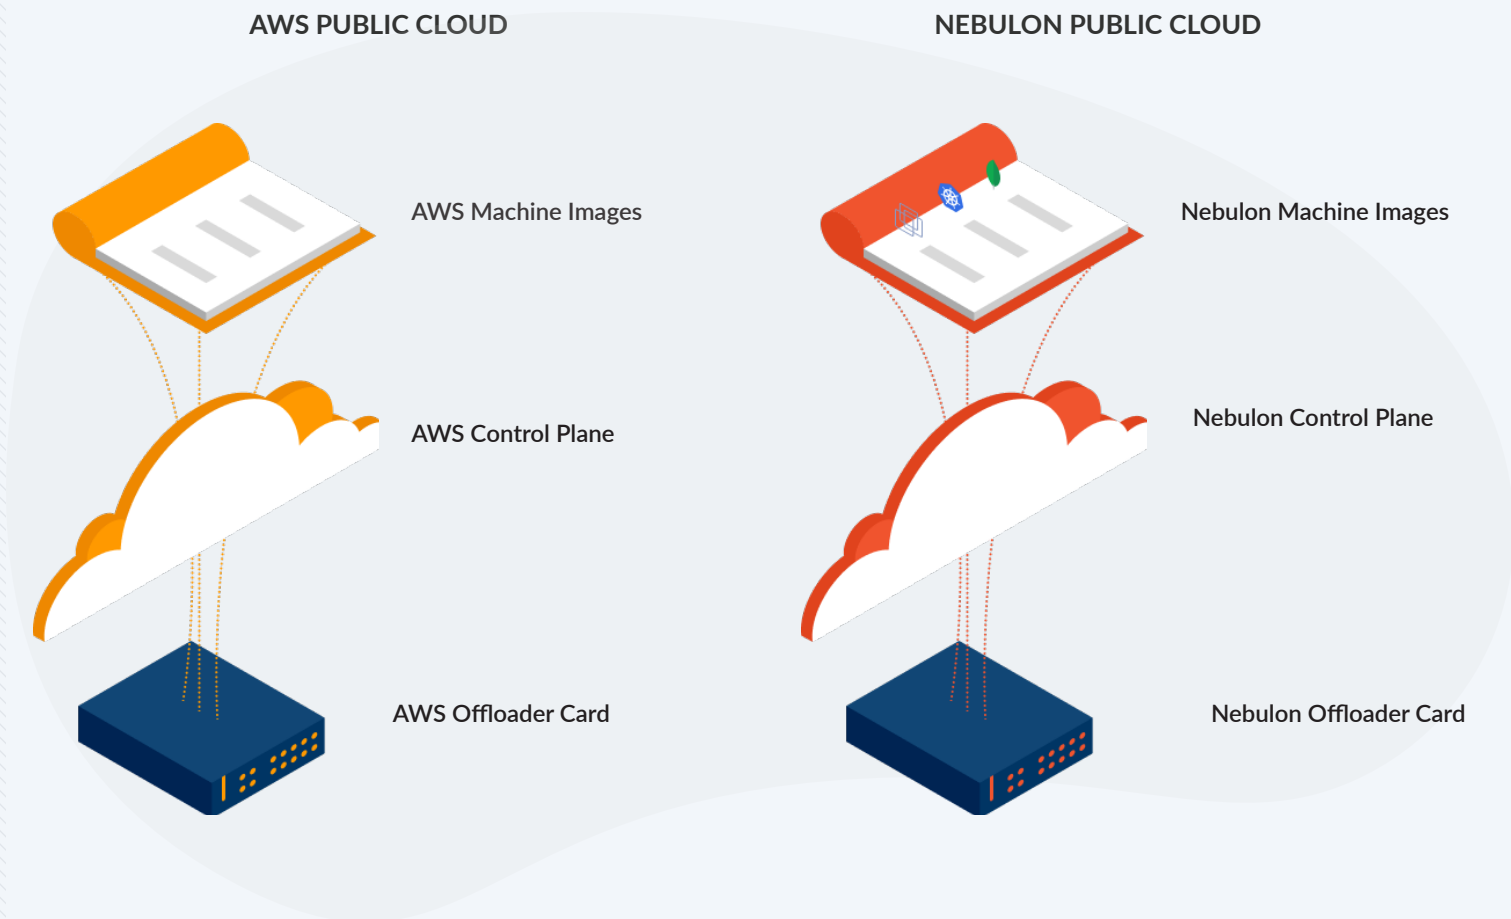 AWS PUBLIC CLOUD
AWS Machine Images
AWS Control Plane
AWS Offloader Card
NEBULON PUBLIC CLOUD
Nebulon Machine Images
Nebulon Control Plane
Nebulon Offloader Card